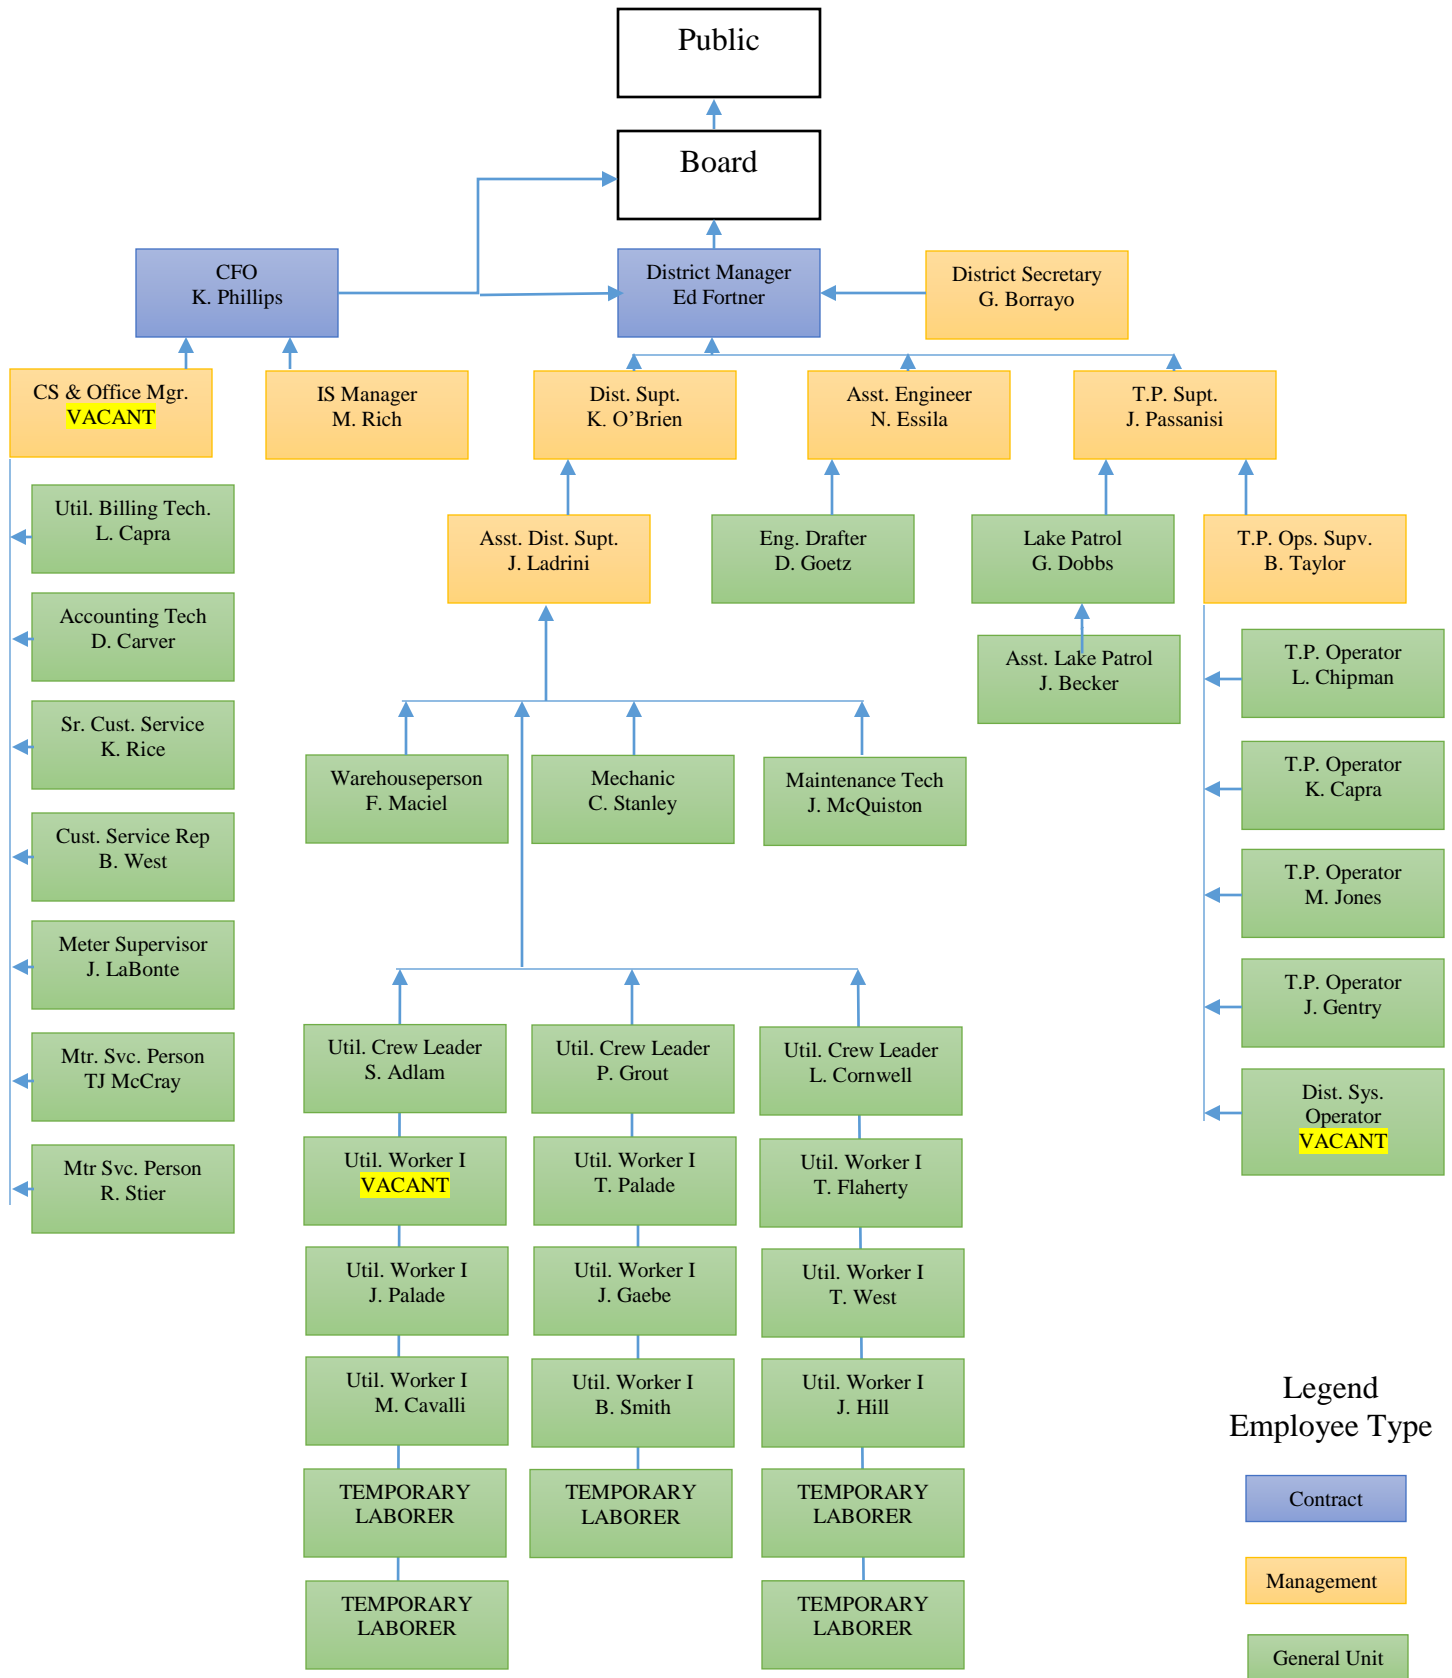 Public
Board
CFO
K. Phillips
District Manager
Ed Fortner
District Secretary
G. Borrayo
CS & Office Mgr.
VACANT
IS Manager
M. Rich
Dist. Supt.
K. O’Brien
Asst. Engineer
N. Essila
T.P. Supt.
J. Passanisi
Util. Billing Tech.
L. Capra
Accounting Tech
D. Carver
Sr. Cust. Service
K. Rice
Cust. Service Rep
B. West
Meter Supervisor
J. LaBonte
Mtr. Svc. Person
TJ McCray
Mtr Svc. Person
R. Stier
Asst. Dist. Supt.
J. Ladrini
Eng. Drafter
D. Goetz
Lake Patrol
G. Dobbs
Asst. Lake Patrol
J. Becker
T.P. Ops. Supv.
B. Taylor
T.P. Operator
L. Chipman
T.P. Operator
K. Capra
T.P. Operator
M. Jones
T.P. Operator
J. Gentry
Dist. Sys.
Operator
VACANT
Warehouseperson
F. Maciel
Mechanic
C. Stanley
Maintenance Tech
J. McQuiston
Util. Crew Leader
S. Adlam
Util. Worker I
VACANT
Util. Worker I
J. Palade
Util. Worker I
M. Cavalli
TEMPORARY
LABORER
TEMPORARY
LABORER
Util. Crew Leader
P. Grout
Util. Worker I
T. Palade
Util. Worker I
J. Gaebe
Util. Worker I
B. Smith
TEMPORARY
LABORER
Util. Crew Leader
L. Cornwell
Util. Worker I
T. Flaherty
Util. Worker I
T. West
Util. Worker I
J. Hill
TEMPORARY
LABORER
TEMPORARY
LABORER
Legend
Employee Type
Contract
Management
General Unit